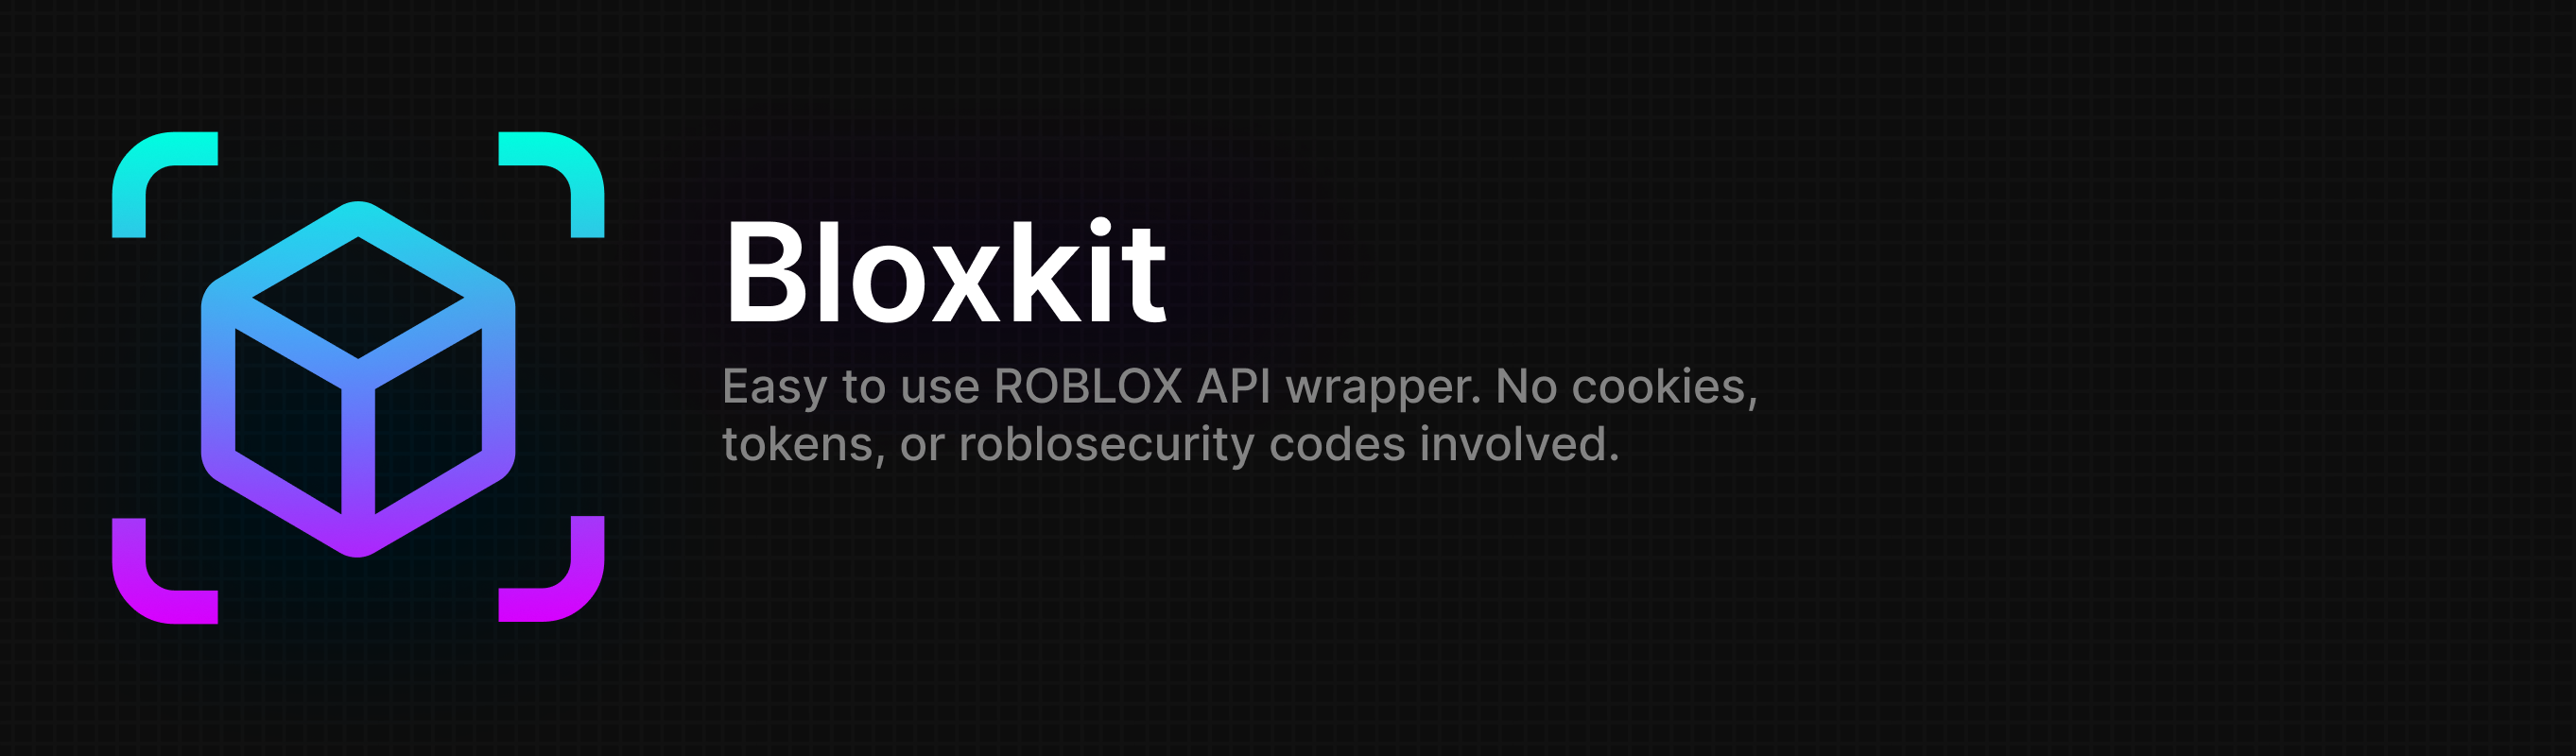 Bloxkit
Easy to use ROBLOX API wrapper. No cookies,
tokens, or roblosecurity codes involved.